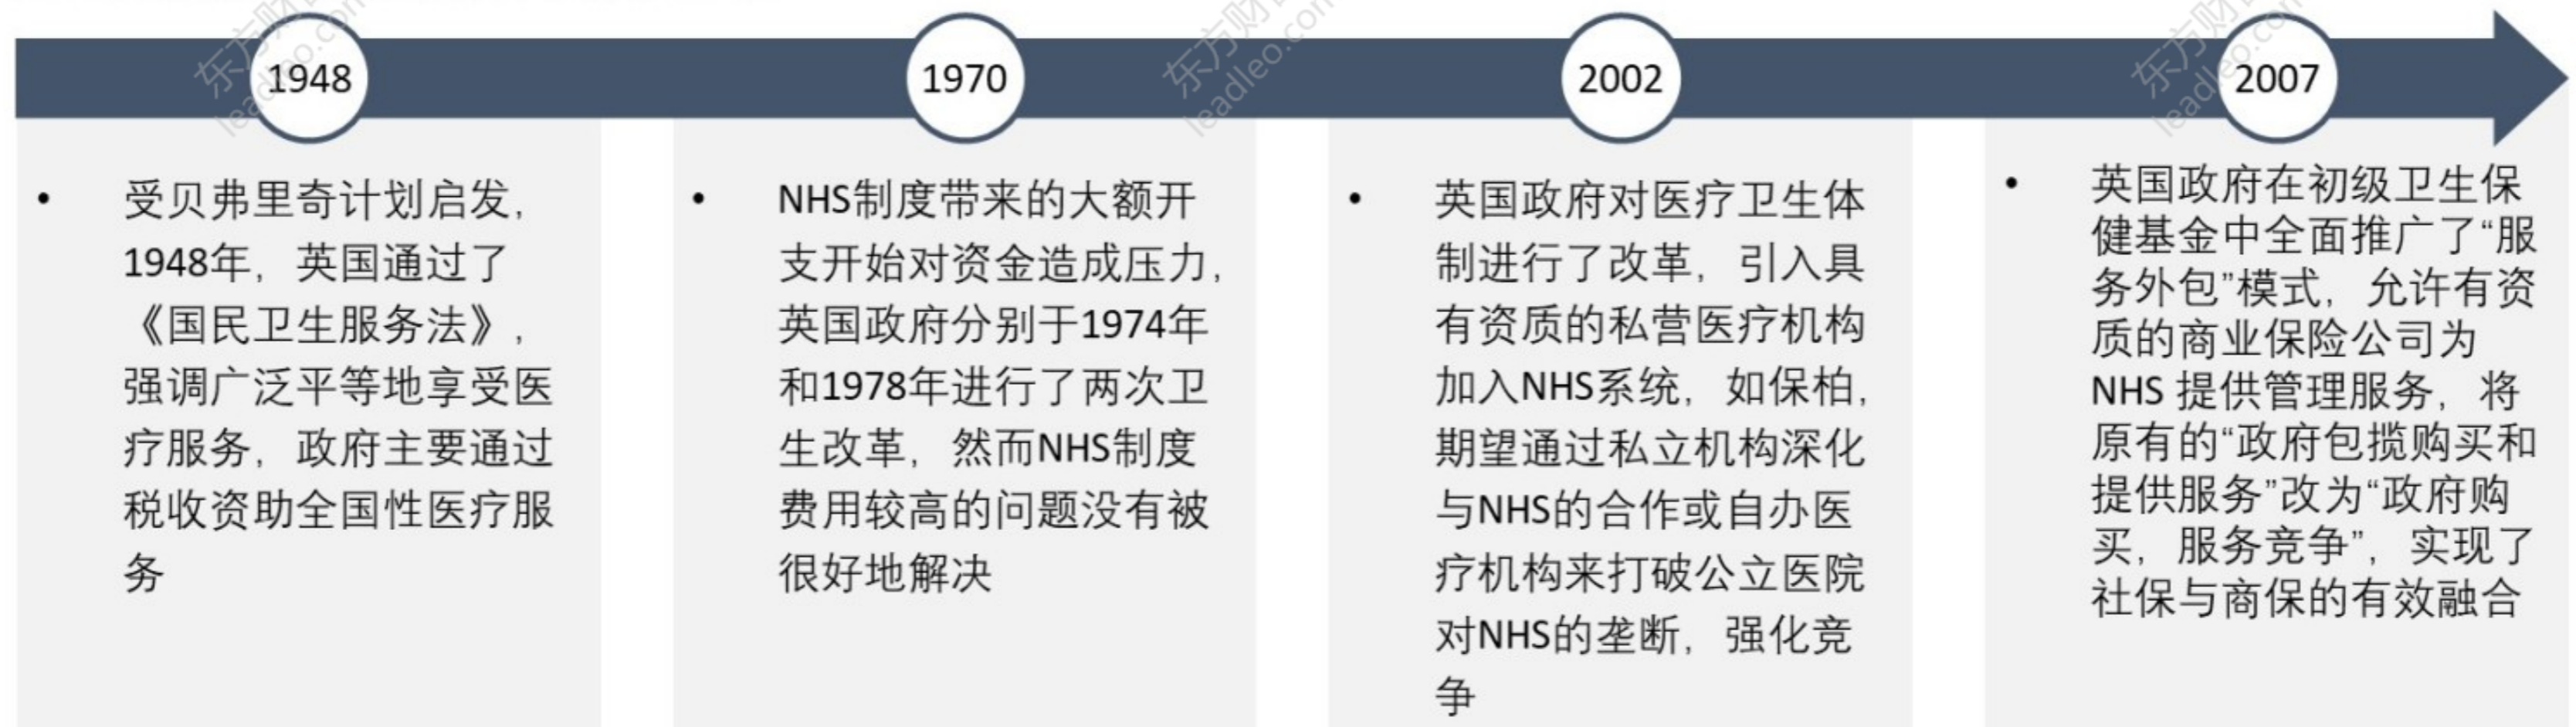 1948
1970
2002
2007
• 受贝弗里奇计划启发,
1948年,英国通过了
《国民卫生服务法》,
强调广泛平等地享受医
疗服务,政府主要通过
税收资助全国性医疗服
务
• NHS制度带来的大额开
支开始对资金造成压力,
英国政府分别于1974年
和1978年进行了两次卫
生改革,然而NHS制度
费用较高的问题没有被
很好地解决
• 英国政府对医疗卫生体
制进行了改革,引入具
有资质的私营医疗机构
加入NHS系统,如保柏,
期望通过私立机构深化
与NHS的合作或自办医
疗机构来打破公立医院
对NHS的垄断,强化竞
争
• 英国政府在初级卫生保
健基金中全面推广了“服
务外包”模式,允许有资
质的商业保险公司为
NHS 提供管理服务,将
原有的“政府包揽购买和
提供服务”改为“政府购
买,服务竞争”,实现了
社保与商保的有效融合
东方财
leadleo.com
东方财
leadleo.com
东方财
leadleo.com